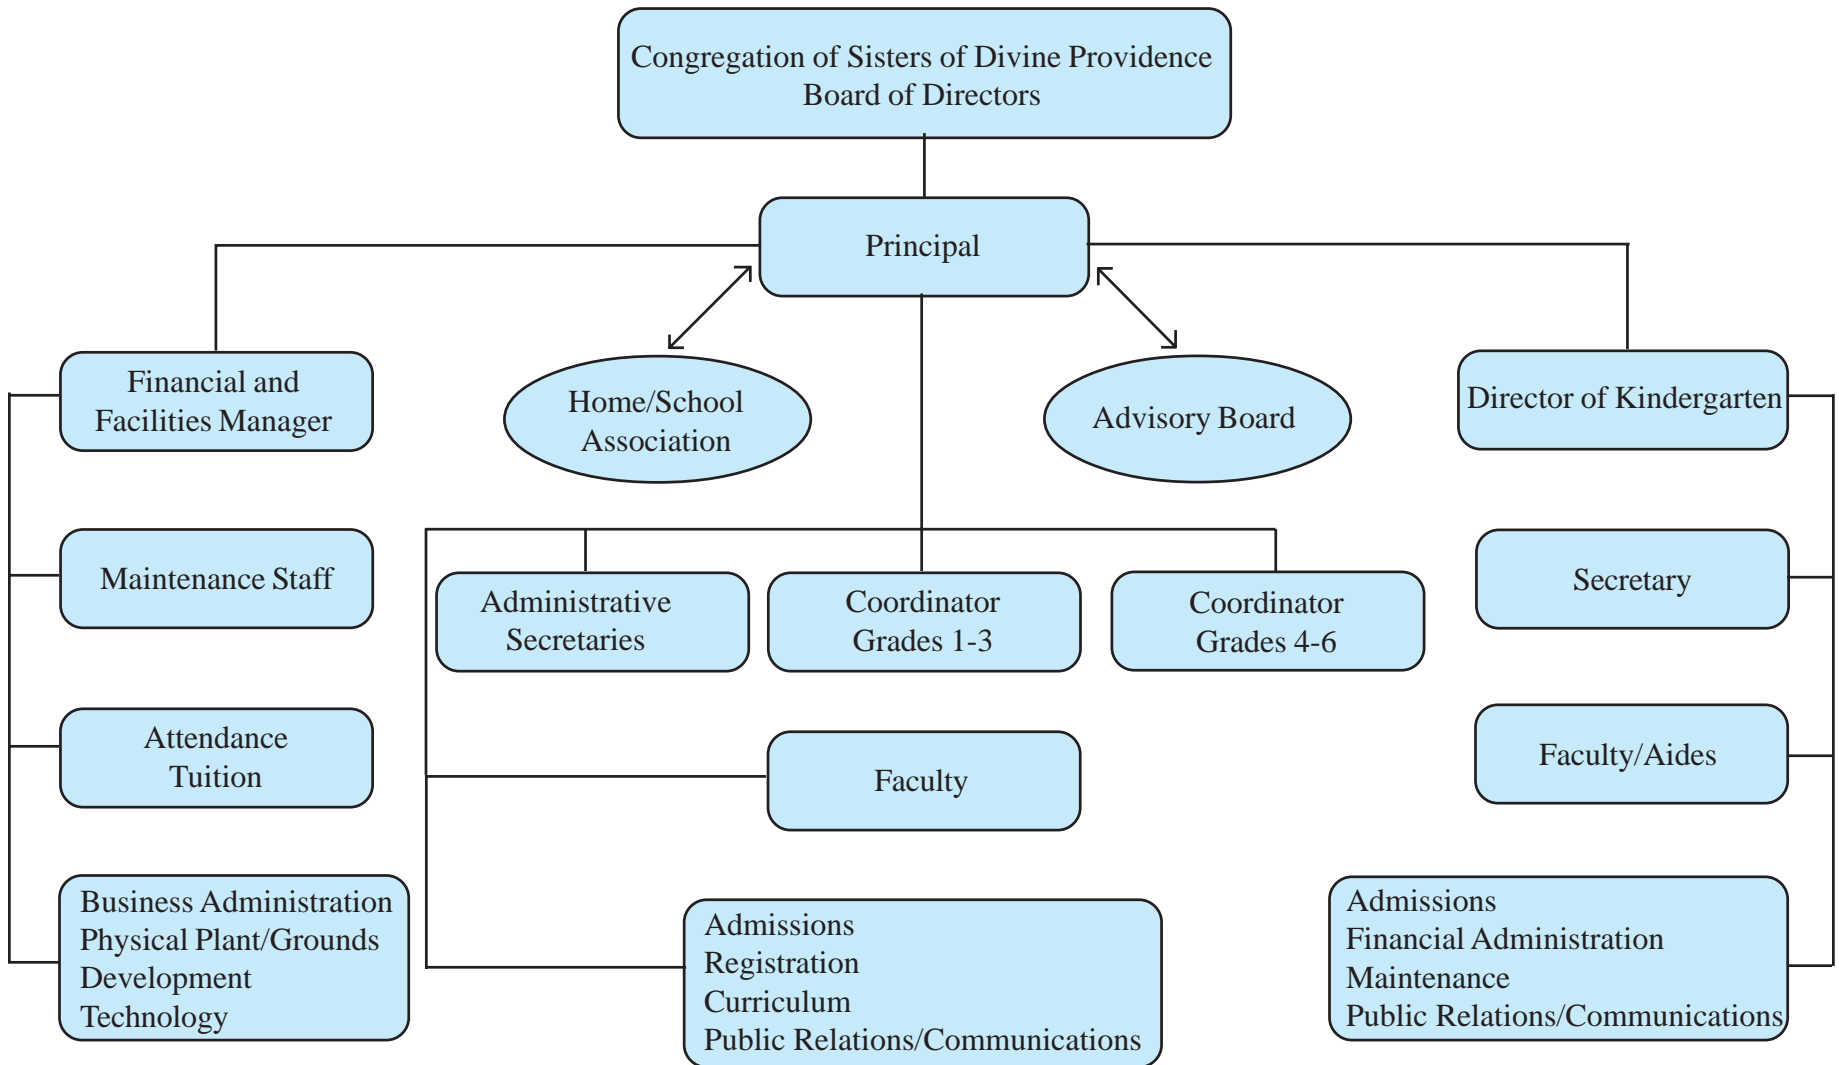 Congregation of Sisters of Divine Providence
Board of Directors
Principal
Financial and
Facilities Manager
Home/School
Association
Advisory Board
Director of Kindergarten
Maintenance Staff
Administrative
Secretaries
Coordinator
Grades 1-3
Coordinator
Grades 4-6
Secretary
Attendance
Tuition
Faculty
Faculty/Aides
Business Administration
Physical Plant/Grounds
Development
Technology
Admissions
Registration
Curriculum
Public Relations/Communications
Admissions
Financial Administration
Maintenance
Public Relations/Communications